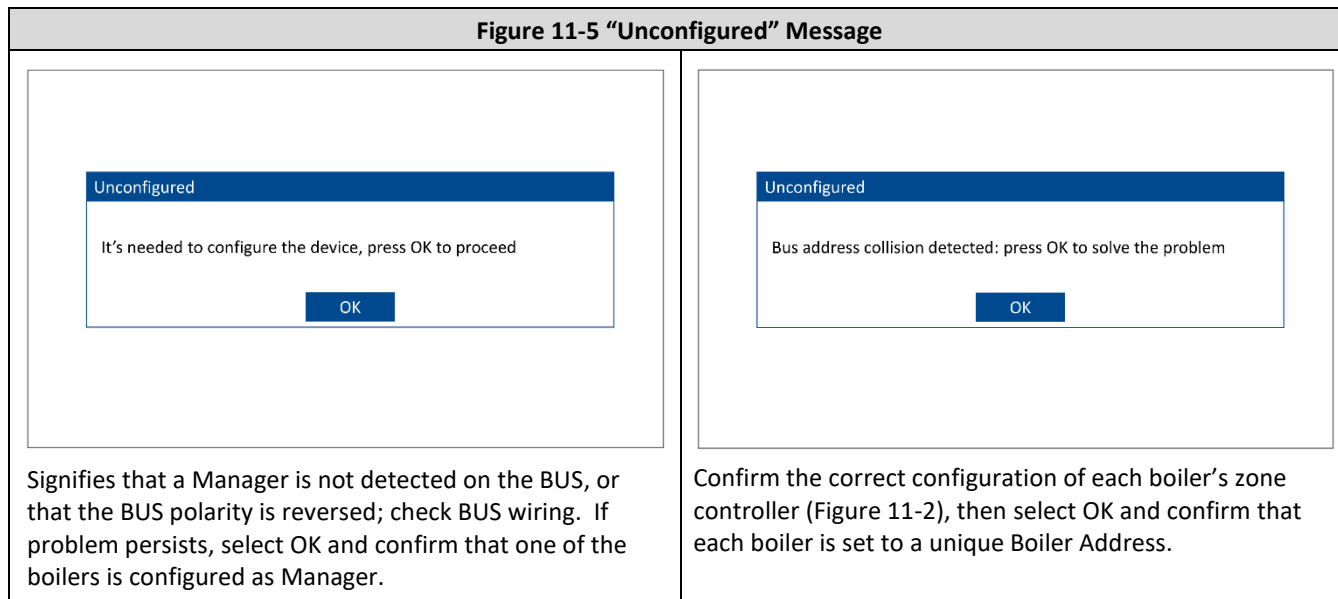 Figure 11-5 “Unconfigured” Message
Unconfigured
It’s needed to configure the device, press OK to proceed
OK
Signifies that a Manager is not detected on the BUS, or
that the BUS polarity is reversed; check BUS wiring.  If
problem persists, select OK and confirm that one of the
boilers is configured as Manager.
Unconfigured
Bus address collision detected: press OK to solve the problem
OK
Confirm the correct configuration of each boiler’s zone
controller (Figure 11-2), then select OK and confirm that
each boiler is set to a unique Boiler Address.